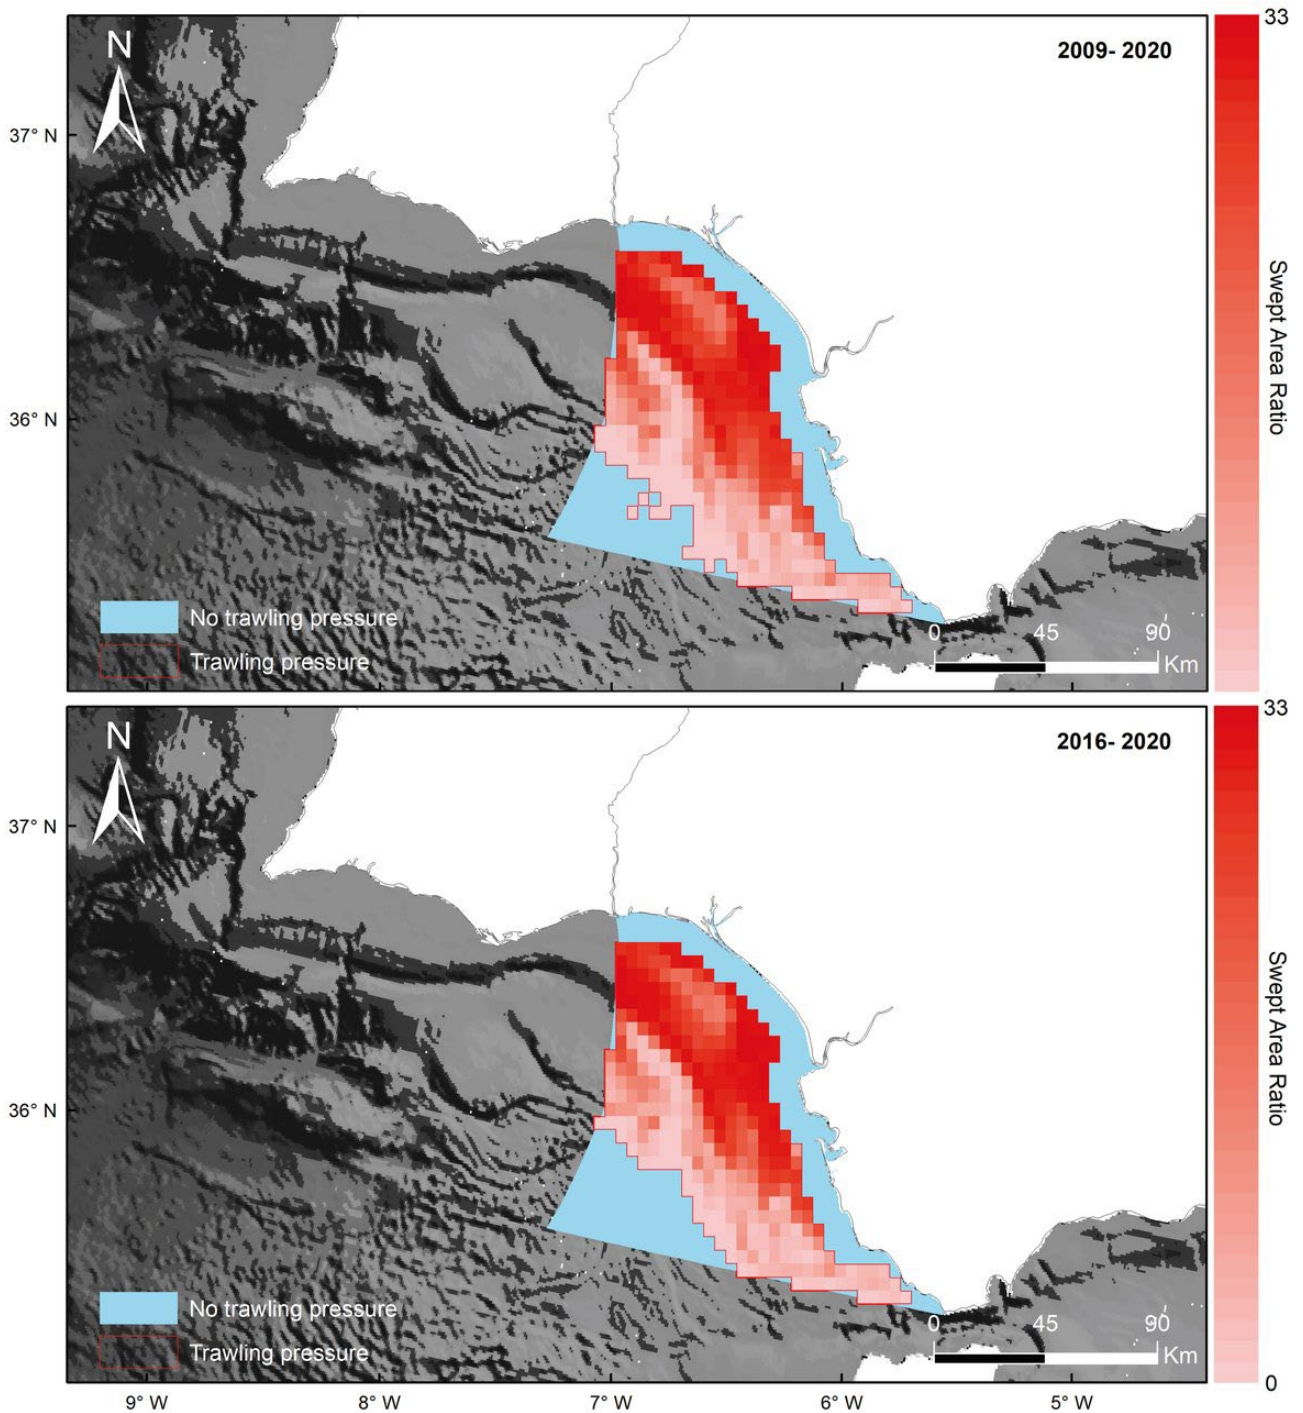 N
2009- 2020
33
37° N
36° N
Swept Area Ratio
No trawling pressure
Trawling pressure
0 45 90
Km
N
2016- 2020
33
37° N
36° N
Swept Area Ratio
No trawling pressure
Trawling pressure
0 45 90
Km
0
9° W 8° W 7° W 6° W 5° W